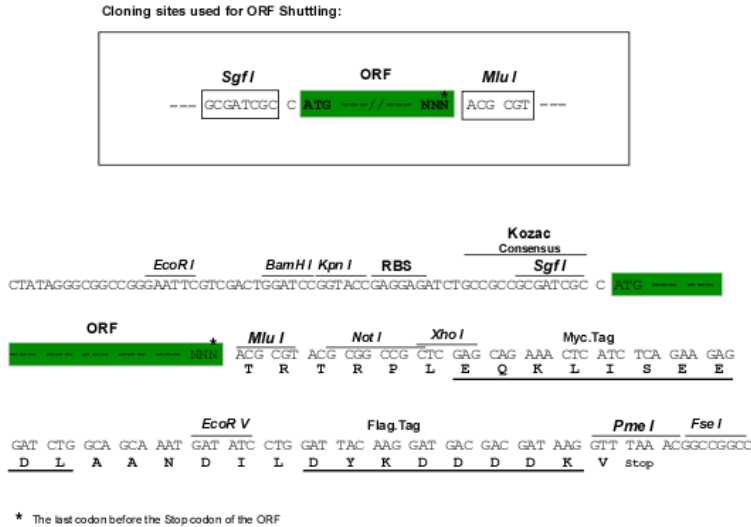 Cloning sites used for ORF Shuttling:
Sgf I ORF Mlu I
*
--- GCGATCGC C ATG ---//--- NNN ACG CGT ---
Kozac
Consensus
EcoR I BamH I Kpn I RBS Sgf I
CTATAGGGCGGCCGGGAATTCGTCGACTGGATCCGGTACCGAGGAGATCTGCCGCCGCGATCGC C ATG --- ---
ORF
* Mlu I Not I Xho I Myc.Tag
--- --- --- --- --- NNN ACG CGT ACG CGG CCG CTC GAG CAG AAA CTC ATC TCA GAA GAG
T R T R P L E Q K L I S E E
EcoR V Flag.Tag Pme I Fse I
GAT CTG GCA GCA AAT GAT ATC CTG GAT TAC AAG GAT GAC GAC GAT AAG GTT TAA ACGGCCGGCC
D L A A N D I L D Y K D D D D K V Stop
* The last codon before the Stop codon of the ORF